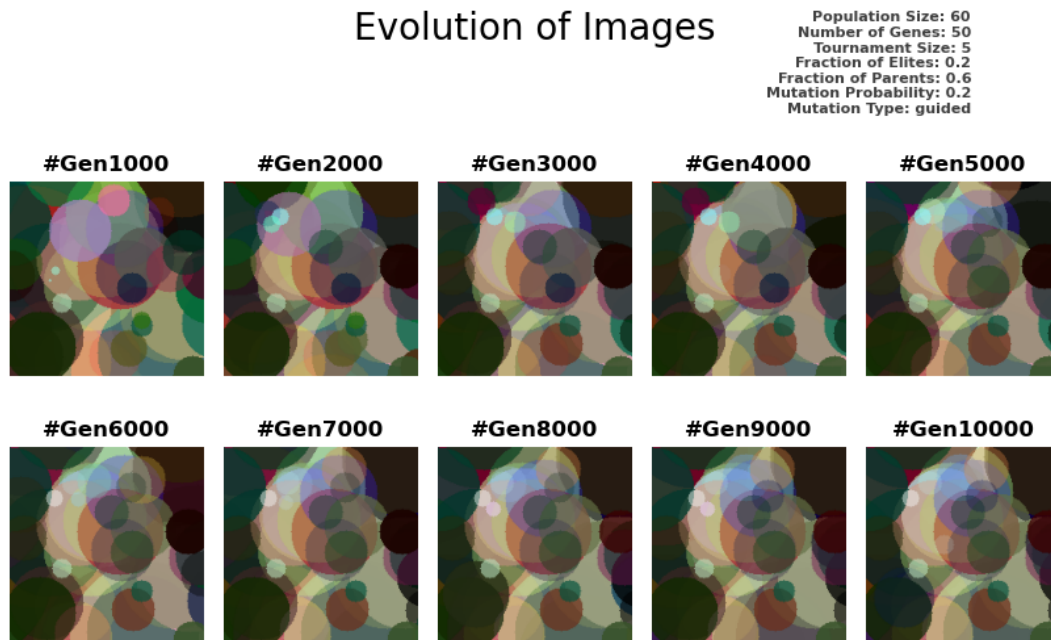 Evolution of Images
Population Size: 60
Number of Genes: 50
Tournament Size: 5
Fraction of Elites: 0.2
Fraction of Parents: 0.6
Mutation Probability: 0.2
Mutation Type: guided
#Gen1000 #Gen2000 #Gen3000 #Gen4000 #Gen5000
#Gen6000 #Gen7000 #Gen8000 #Gen9000 #Gen10000